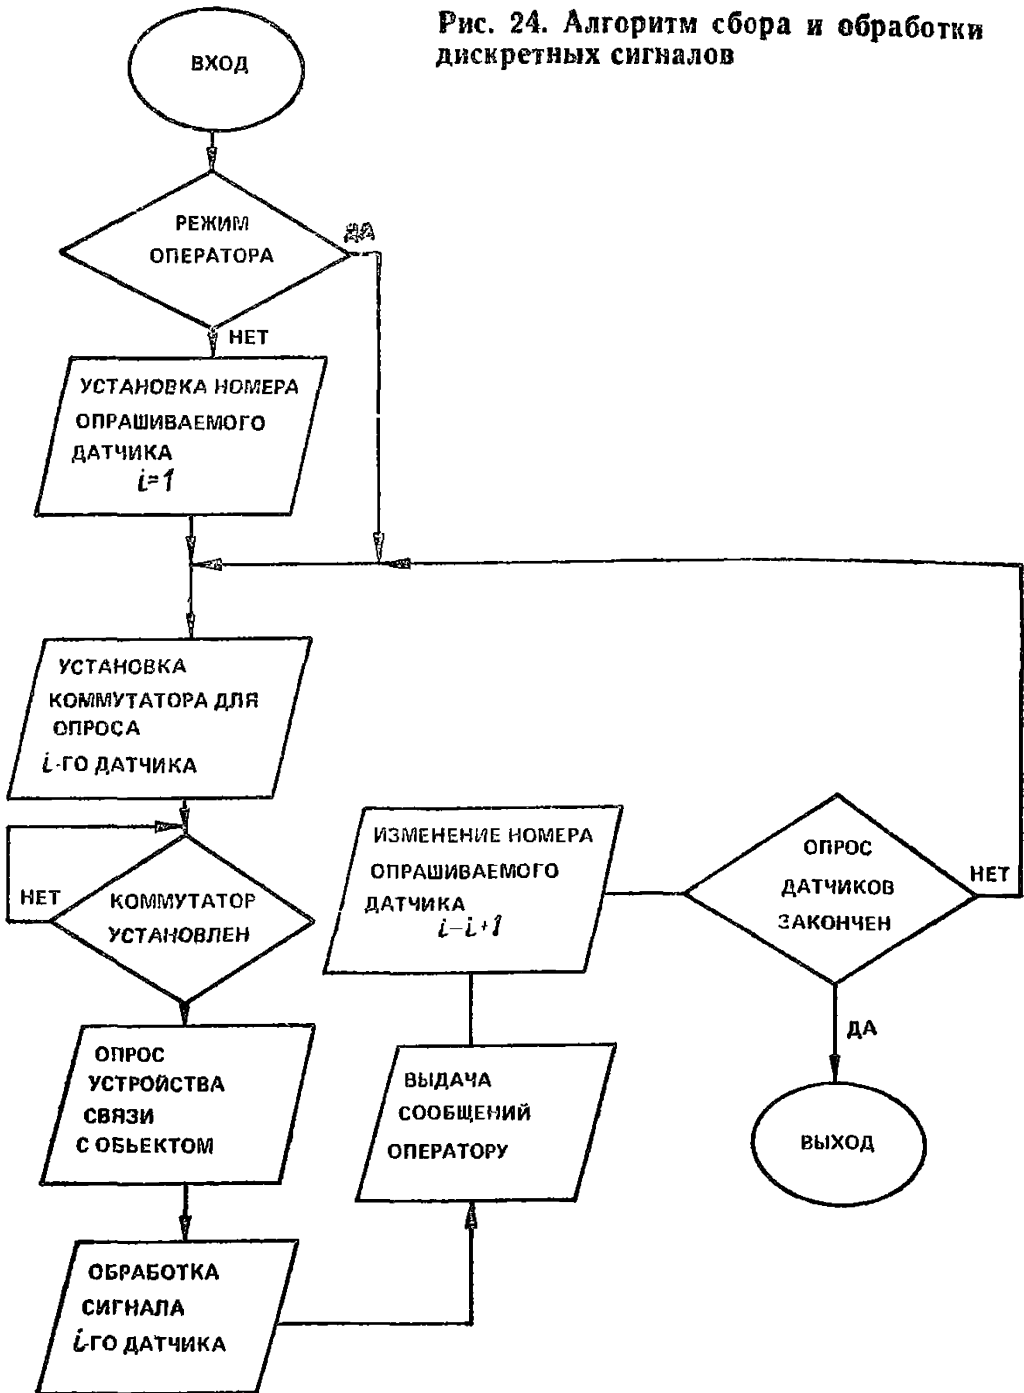 Рис. 24. Алгоритм сбора и обработки
дискретных сигналов
ВХОД
РЕЖИМ
ОПЕРАТОРА
ДА
НЕТ
УСТАНОВКА НОМЕРА
ОПРАШИВАЕМОГО
ДАТЧИКА
i=1
УСТАНОВКА
КОММУТАТОРА ДЛЯ
ОПРОСА
i-ГО ДАТЧИКА
НЕТ
КОММУТАТОР
УСТАНОВЛЕН
ОПРОС
УСТРОЙСТВА
СВЯЗИ
С ОБЬЕКТОМ
ОБРАБОТКА
СИГНАЛА
i-ГО ДАТЧИКА
ВЫДАЧА
СООБЩЕНИЙ
ОПЕРАТОРУ
ИЗМЕНЕНИЕ НОМЕРА
ОПРАШИВАЕМОГО
ДАТЧИКА
i–i+1
ОПРОС
ДАТЧИКОВ
ЗАКОНЧЕН
НЕТ
ДА
ВЫХОД